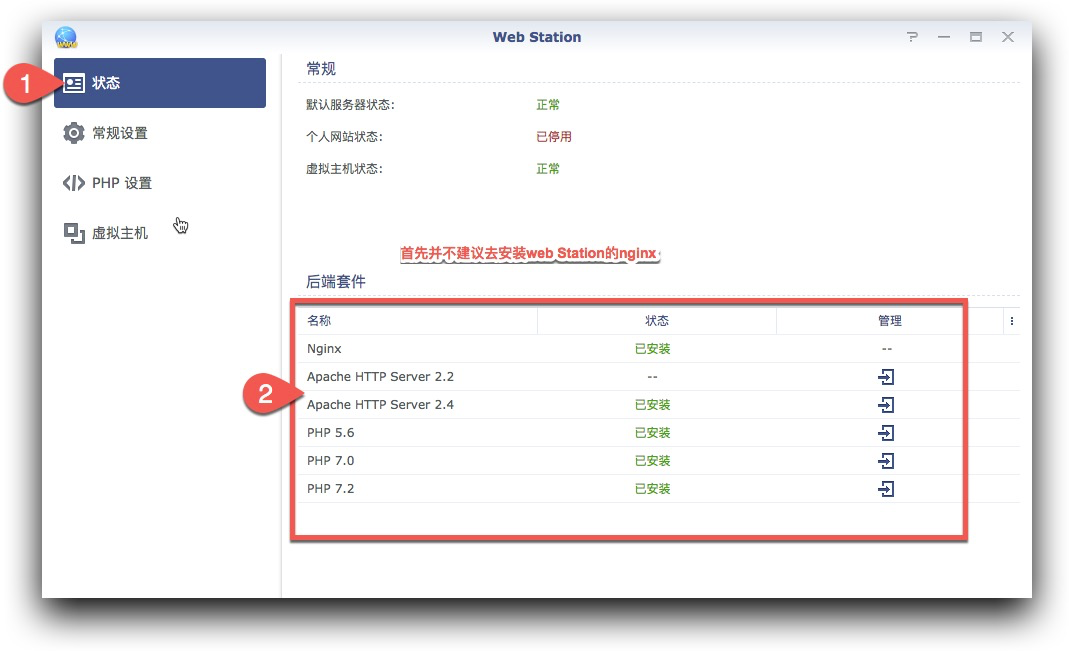 Web Station
1
状态
常规设置
PHP 设置
虚拟主机
常规
默认服务器状态: 正常
个人网站状态: 已停用
虚拟主机状态: 正常
首先并不建议去安装web Station的nginx
后端套件
2
名称 状态 管理
Nginx 已安装 --
Apache HTTP Server 2.2 --
Apache HTTP Server 2.4 已安装
PHP 5.6 已安装
PHP 7.0 已安装
PHP 7.2 已安装